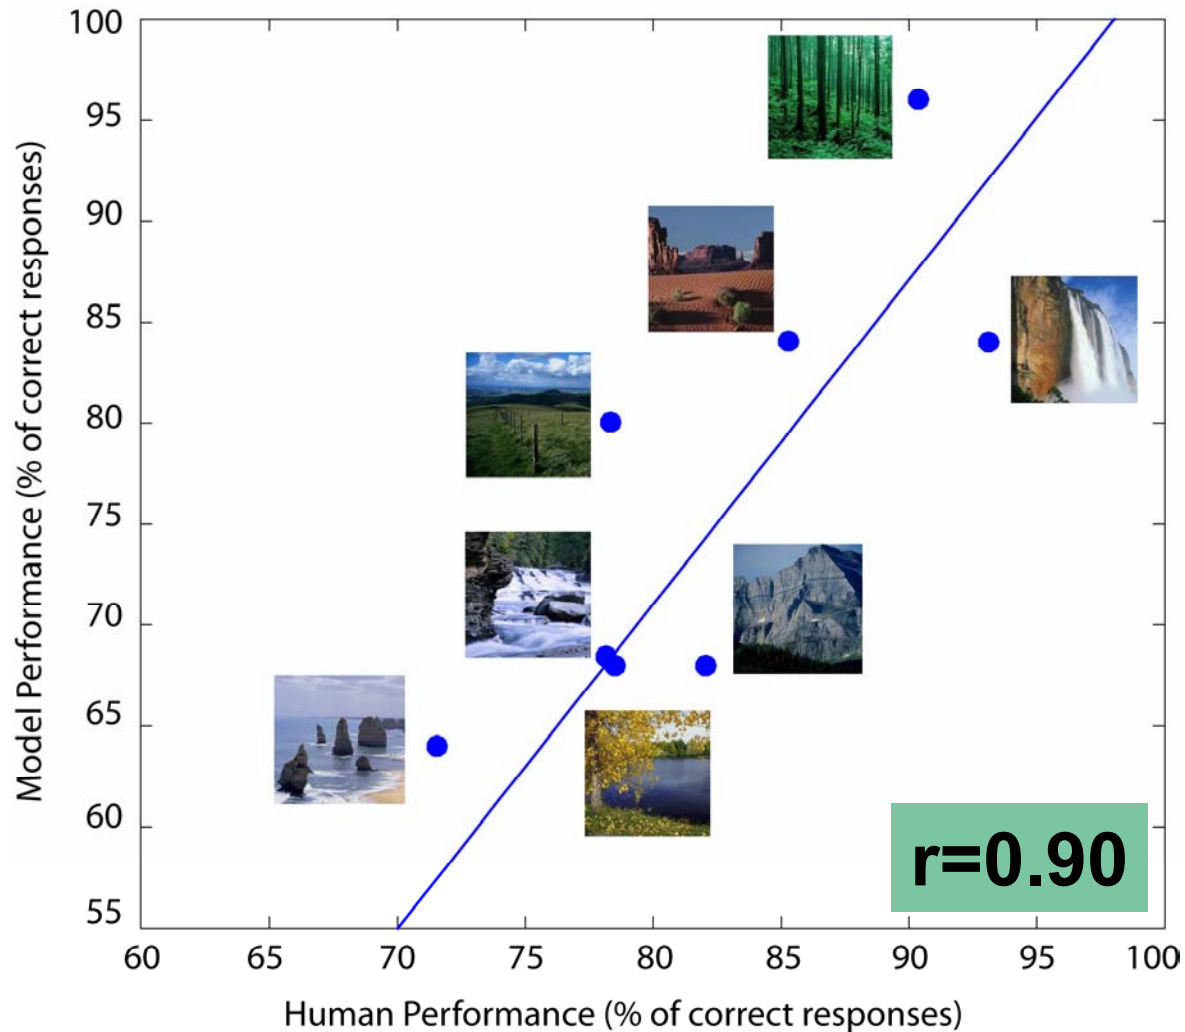 Model Performance (% of correct responses)
100
95
90
85
80
75
70
65
60
55
r=0.90
60 65 70 75 80 85 90 95 100
Human Performance (% of correct responses)